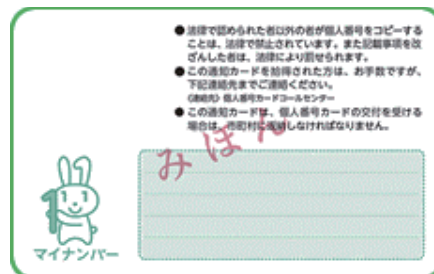 ●法律で認められた者以外の者が個人番号をコピーする
ことは、法律で禁止されています。また記載事項を改
ざんした者は、法律により罰せられます。
●この通知カードを拾得された方は、お手数ですが、
下記連絡先までご連絡ください。
《連絡先》個人番号カードコールセンター
●この通知カードは、個人番号カードの交付を受ける
場合は、市町村に返納しなければなりません。
みほん
マイナンバー